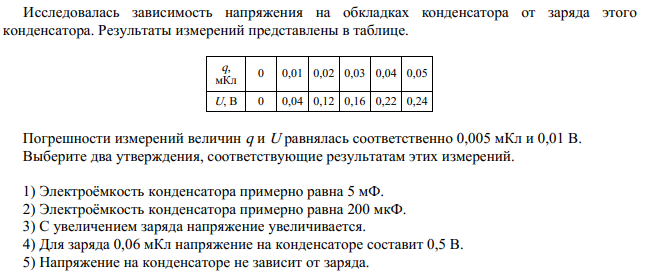 Исследовалась зависимость напряжения на обкладках конденсатора от заряда этого
конденсатора. Результаты измерений представлены в таблице.
q, мКл 0 0,01 0,02 0,03 0,04 0,05
U, В 0 0,04 0,12 0,16 0,22 0,24
Погрешности измерений величин q и U равнялась соответственно 0,005 мКл и 0,01 В.
Выберите два утверждения, соответствующие результатам этих измерений.
1) Электроёмкость конденсатора примерно равна 5 мФ.
2) Электроёмкость конденсатора примерно равна 200 мкФ.
3) С увеличением заряда напряжение увеличивается.
4) Для заряда 0,06 мКл напряжение на конденсаторе составит 0,5 В.
5) Напряжение на конденсаторе не зависит от заряда.